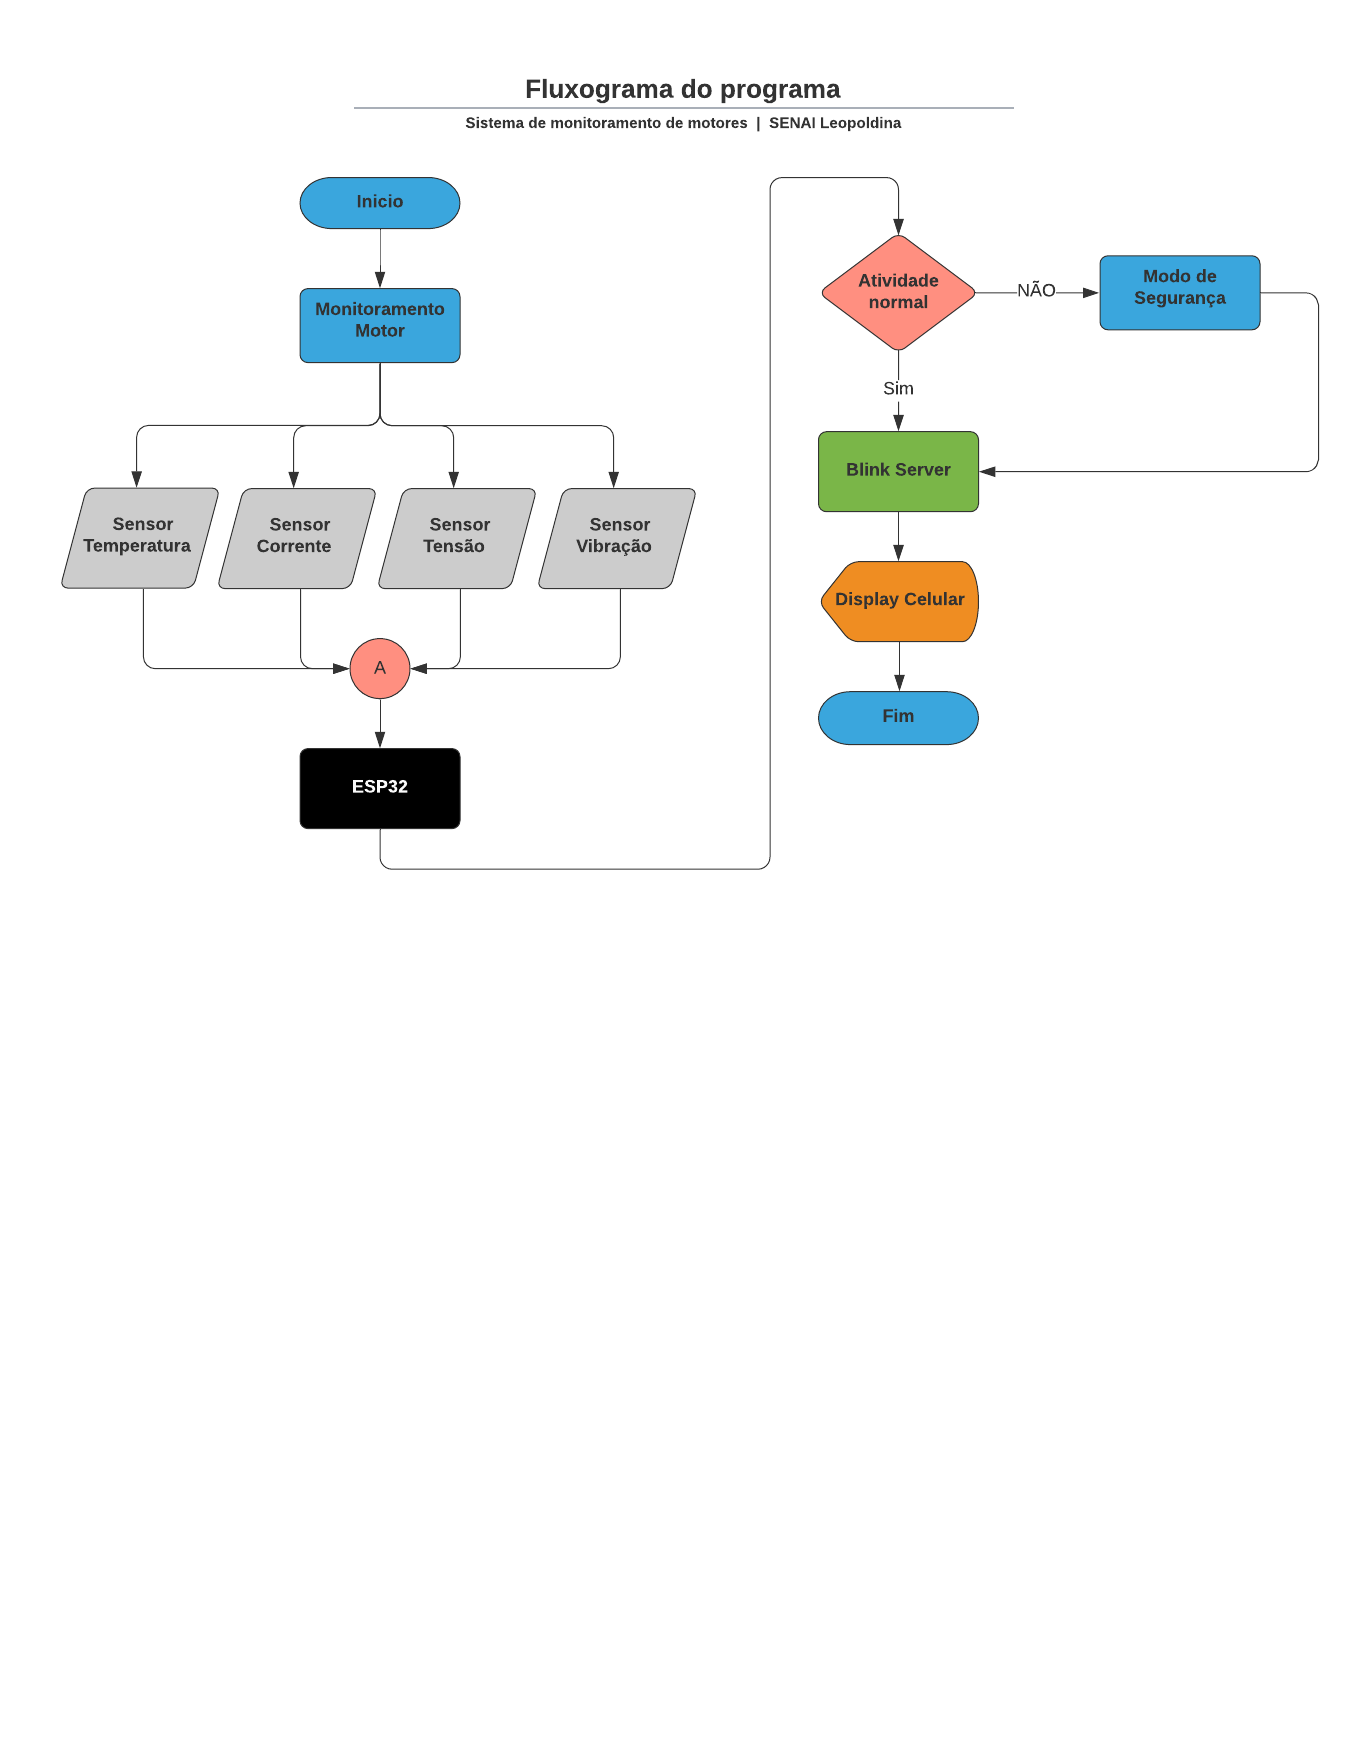 Fluxograma do programa
Sistema de monitoramento de motores | SENAI Leopoldina
Inicio
Monitoramento
Motor
Sensor
Temperatura
Sensor
Corrente
Sensor
Tensão
Sensor
Vibração
A
ESP32
Atividade
normal
NÃO
Modo de
Segurança
Sim
Blink Server
Display Celular
Fim